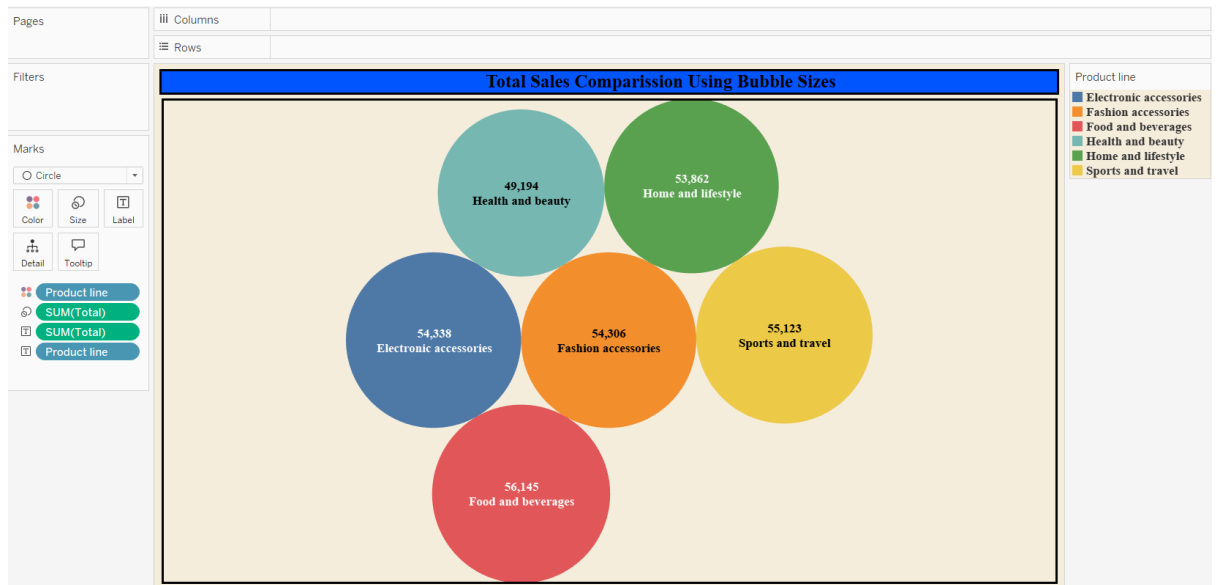 Pages
Columns
Rows
Filters
Marks
Circle
Color
Size
Label
Detail
Tooltip
Product line
SUM(Total)
SUM(Total)
Product line
Total Sales Comparission Using Bubble Sizes
49,194
Health and beauty
53,862
Home and lifestyle
54,338
Electronic accessories
54,306
Fashion accessories
55,123
Sports and travel
56,145
Food and beverages
Product line
Electronic accessories
Fashion accessories
Food and beverages
Health and beauty
Home and lifestyle
Sports and travel